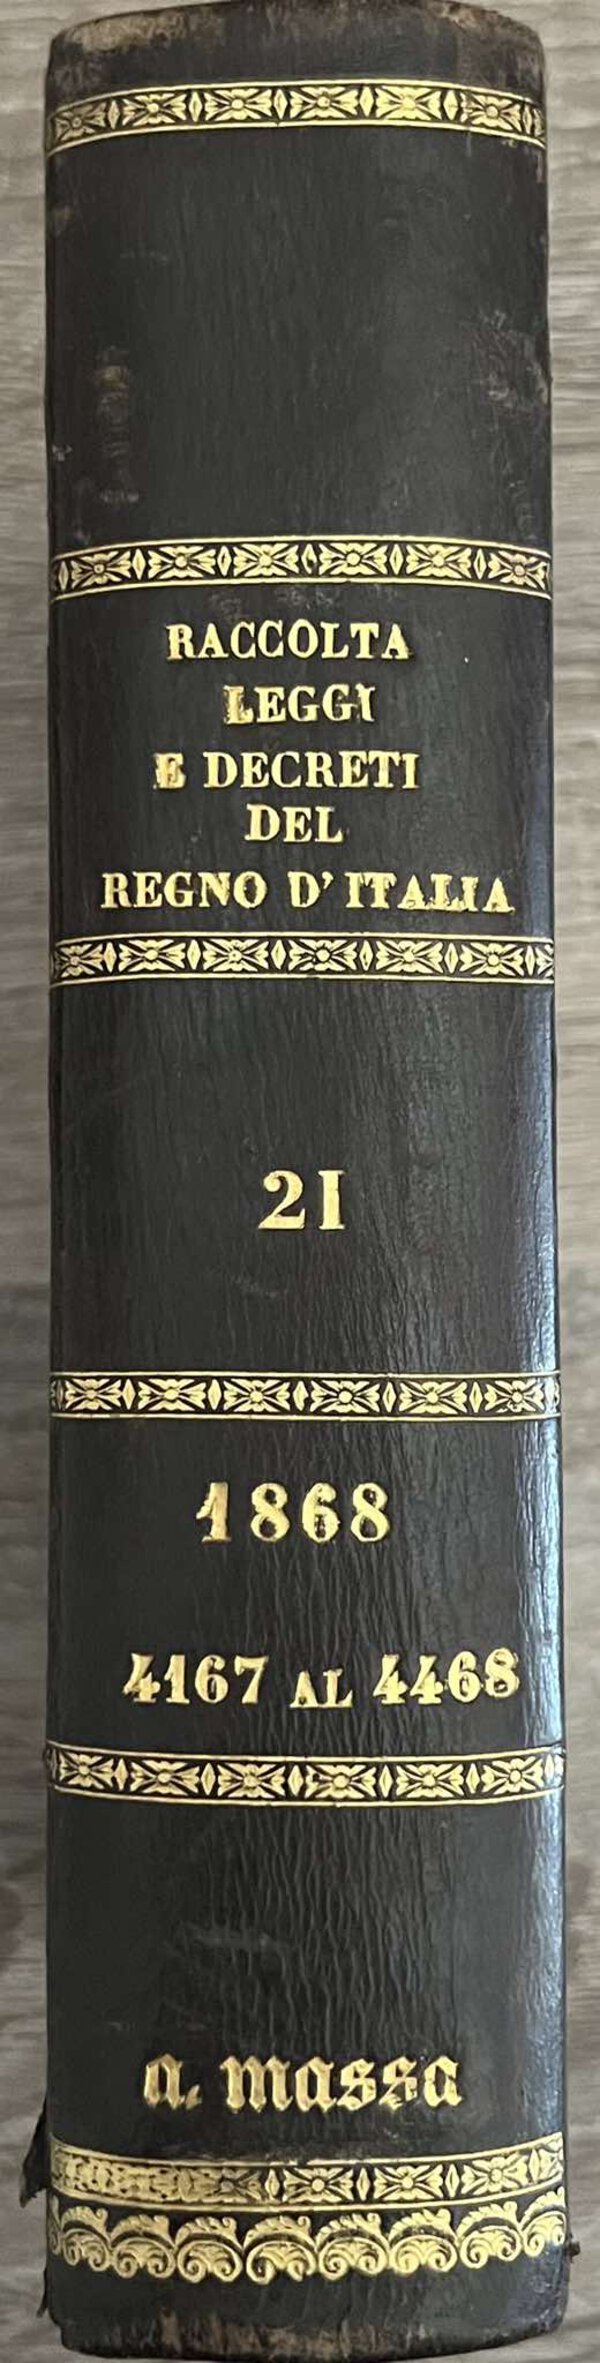 RACCOLTA
LEGGI
E DECRETI
DEL
REGNO D'ITALIA
21
1868
4167 AL 4468
a. massa